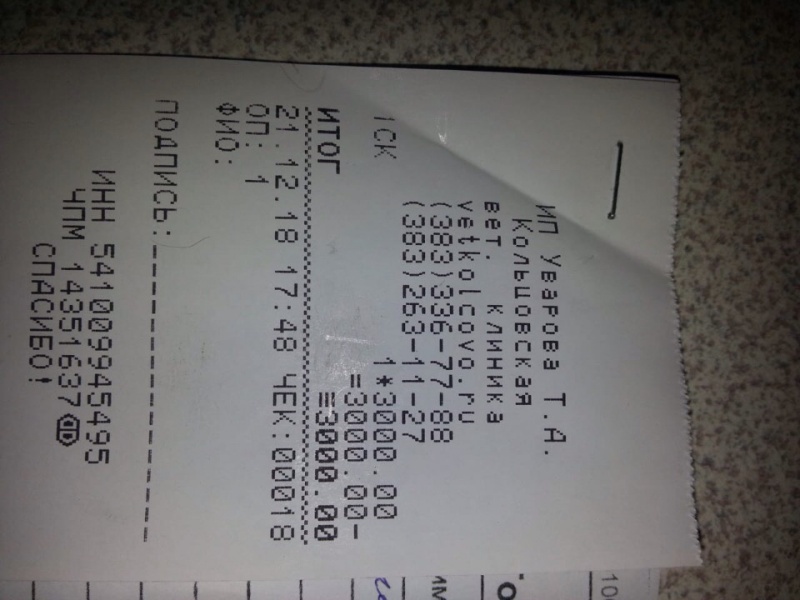 ИП Уварова Т.А.
Кольцовская
вет. клиника
vetkolcovo.ru
(383)336-77-88
(383)263-11-27
1*3000.00
1СК =3000.00-
ИТОГ ≡3000.00
21.12.18 17:48 ЧЕК:00018
ОП: 1
ФИО:
ПОДПИСЬ:
ИНН 541009945495
ЧПМ 14351637
СПАСИБО!